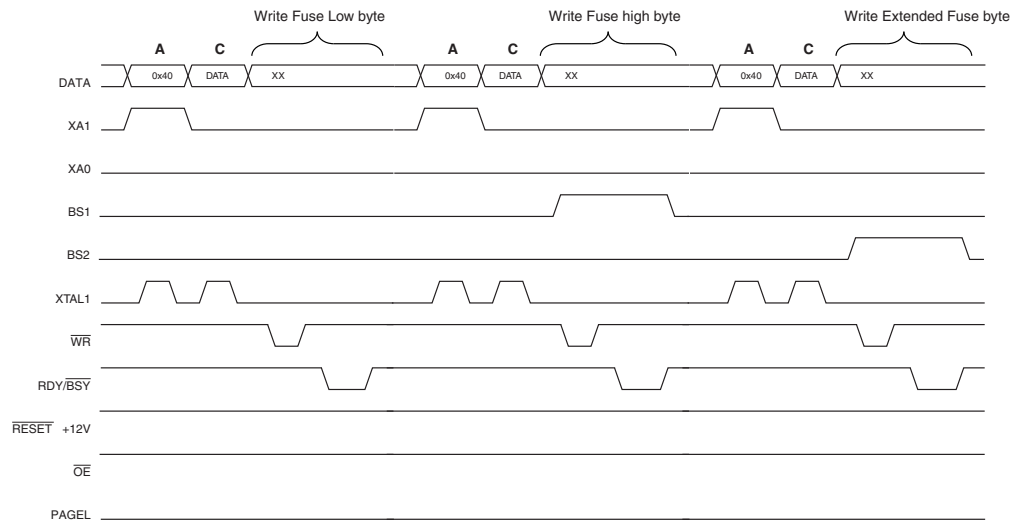 Write Fuse Low byte Write Fuse high byte Write Extended Fuse byte
A C A C A C
DATA 0x40 DATA XX 0x40 DATA XX 0x40 DATA XX
XA1
XA0
BS1
BS2
XTAL1
WR
RDY/BSY
RESET +12V
OE
PAGEL